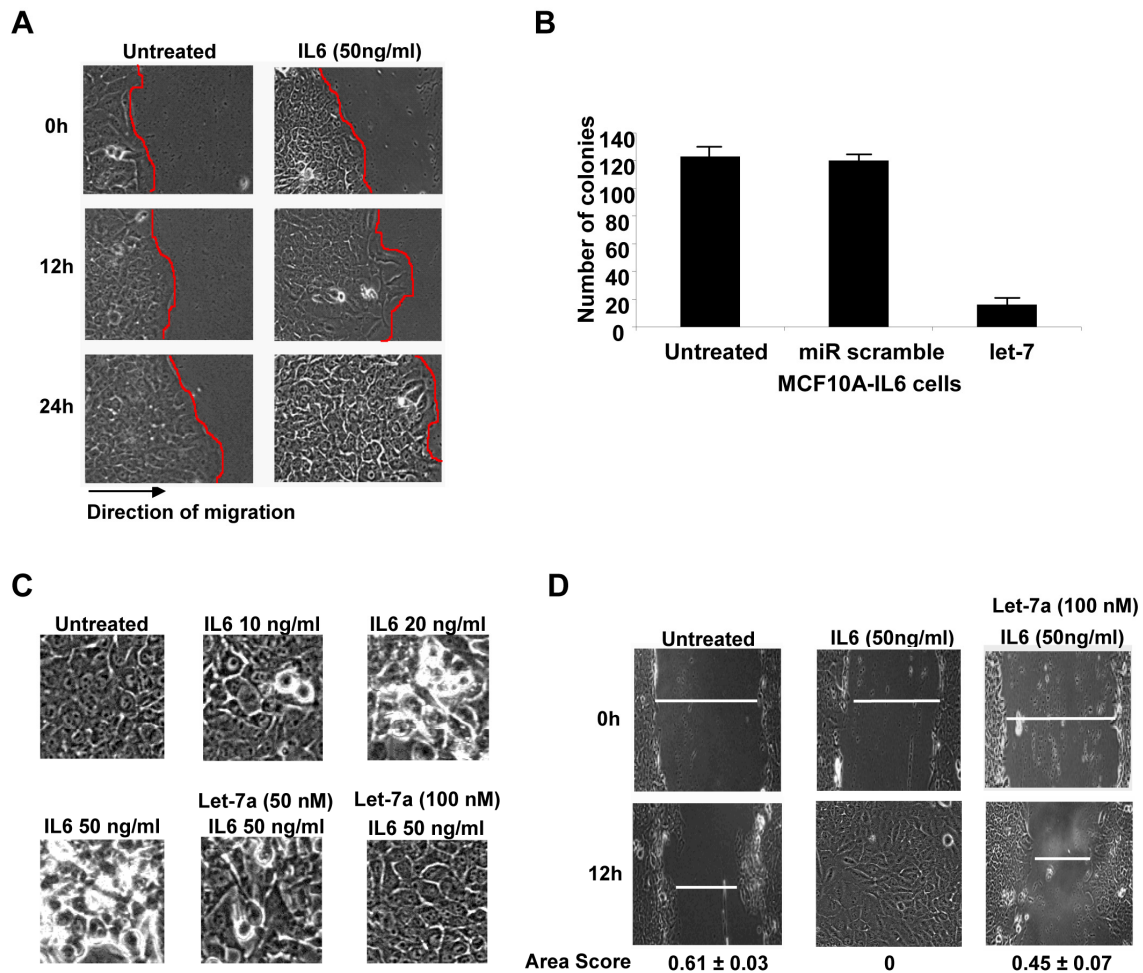 A
Untreated
IL6 (50ng/ml)
0h
12h
24h
Direction of migration
B
Number of colonies
140
120
100
80
60
40
20
0
Untreated
miR scramble
let-7
MCF10A-IL6 cells
C
Untreated
IL6 10 ng/ml
IL6 20 ng/ml
IL6 50 ng/ml
Let-7a (50 nM)
IL6 50 ng/ml
Let-7a (100 nM)
IL6 50 ng/ml
D
Untreated
IL6 (50ng/ml)
Let-7a (100 nM)
IL6 (50ng/ml)
0h
12h
Area Score
0.61 ± 0.03
0
0.45 ± 0.07